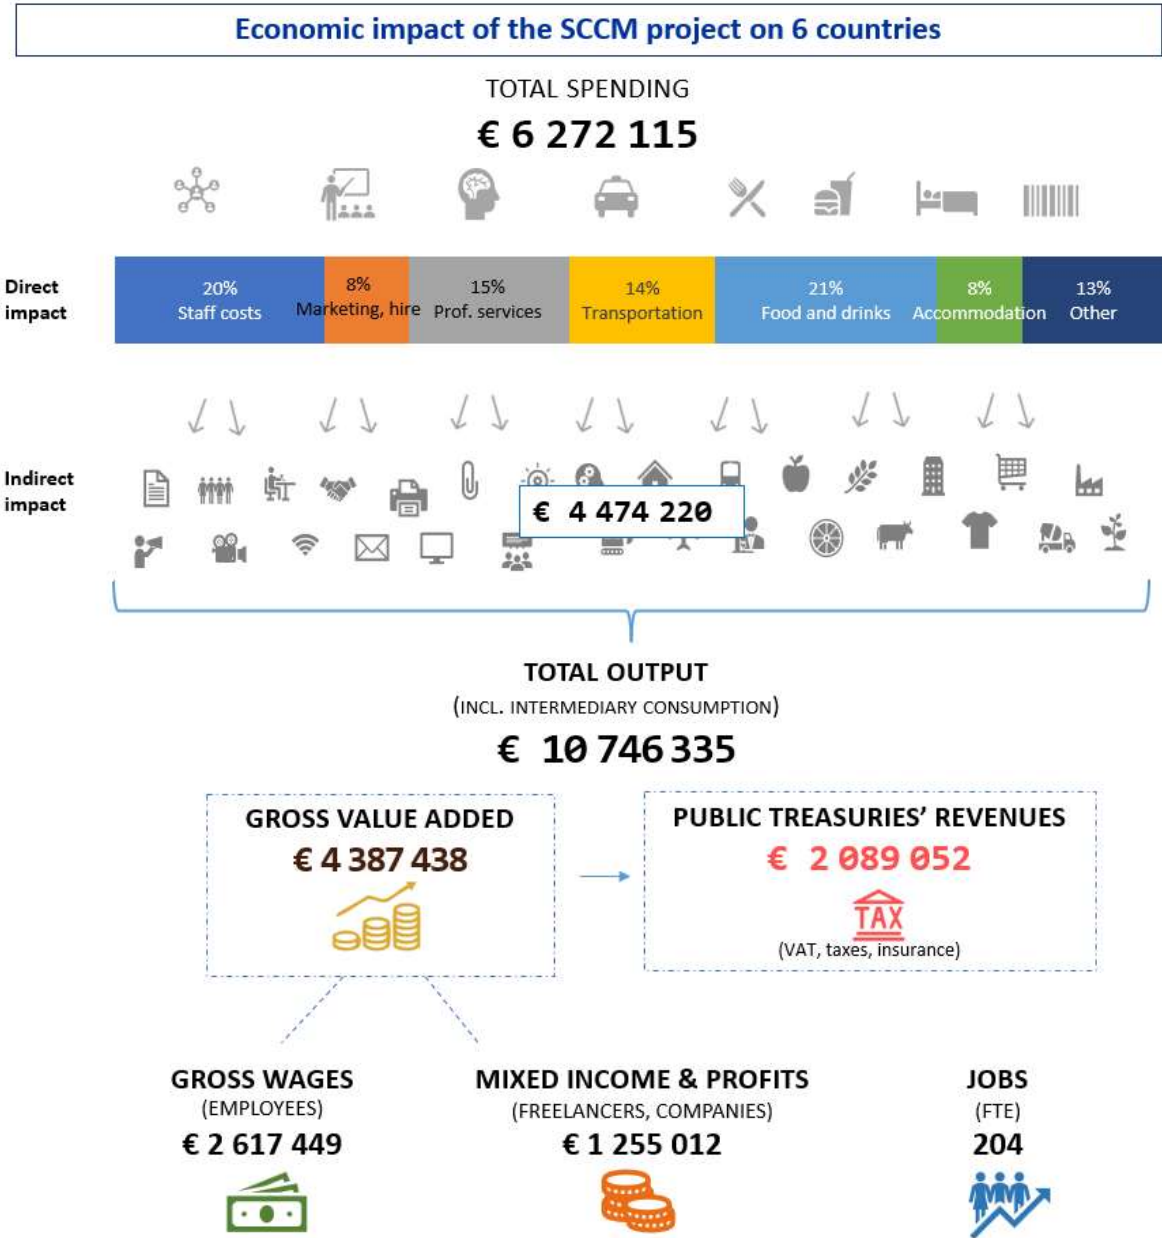 Economic impact of the SCCM project on 6 countries
TOTAL SPENDING
€ 6 272 115
Direct
impact
20%
Staff costs
8%
Marketing, hire
15%
Prof. services
14%
Transportation
21%
Food and drinks
8%
Accommodation
13%
Other
Indirect
impact
€ 4 474 220
TOTAL OUTPUT
(INCL. INTERMEDIARY CONSUMPTION)
€ 10 746 335
GROSS VALUE ADDED
€ 4 387 438
PUBLIC TREASURIES’ REVENUES
€ 2 089 052
TAX
(VAT, taxes, insurance)
GROSS WAGES
(EMPLOYEES)
€ 2 617 449
MIXED INCOME & PROFITS
(FREELANCERS, COMPANIES)
€ 1 255 012
JOBS
(FTE)
204